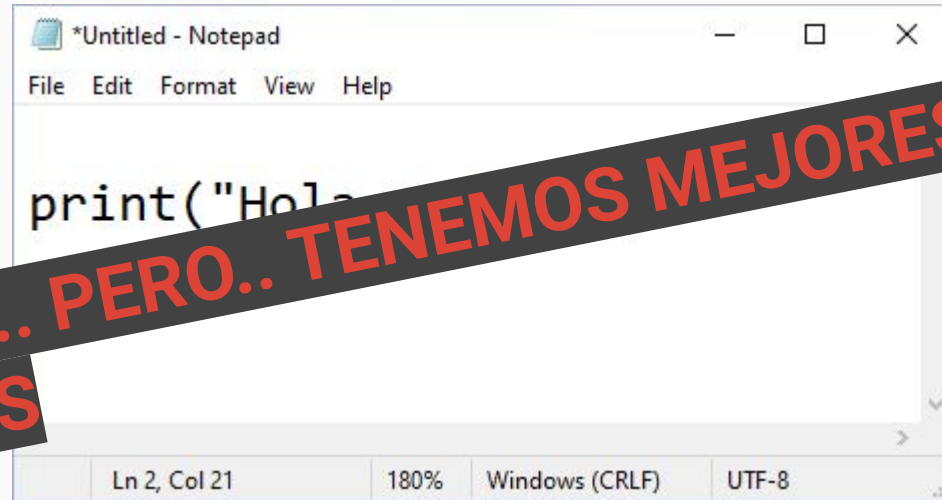 *Untitled - Notepad
File Edit Format View Help
print("Hola
.. PERO.. TENEMOS MEJORES
S
Ln 2, Col 21 180% Windows (CRLF) UTF-8